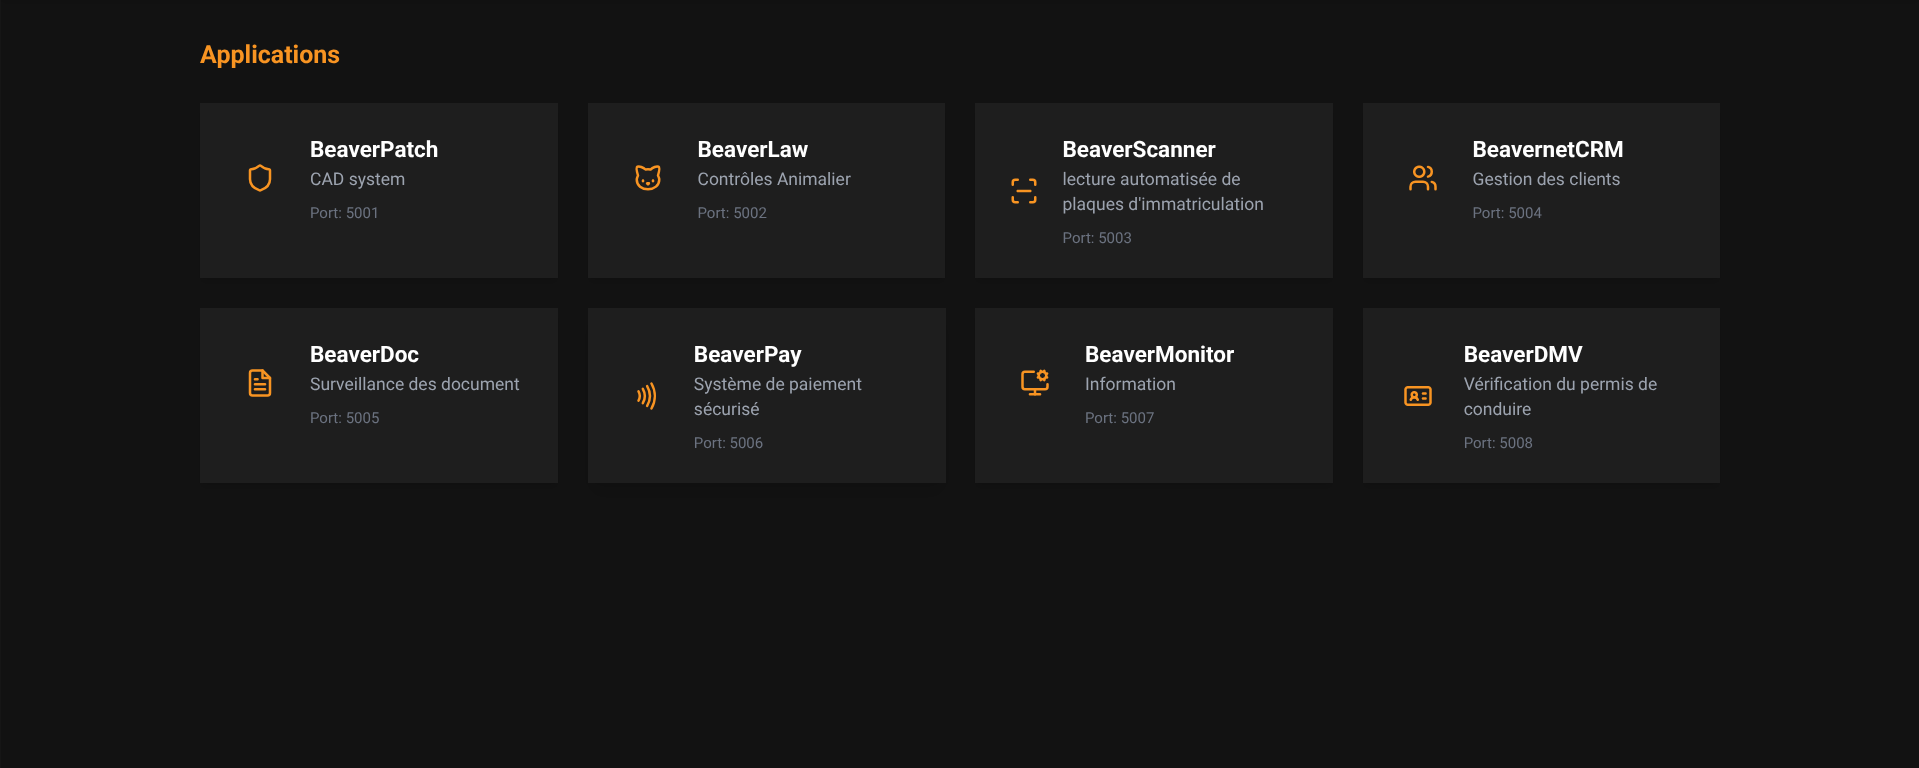 Applications
BeaverPatch
CAD system
Port: 5001
BeaverLaw
Contrôles Animalier
Port: 5002
BeaverScanner
lecture automatisée de
plaques d'immatriculation
Port: 5003
BeavernetCRM
Gestion des clients
Port: 5004
BeaverDoc
Surveillance des document
Port: 5005
BeaverPay
Système de paiement
sécurisé
Port: 5006
BeaverMonitor
Information
Port: 5007
BeaverDMV
Vérification du permis de
conduire
Port: 5008